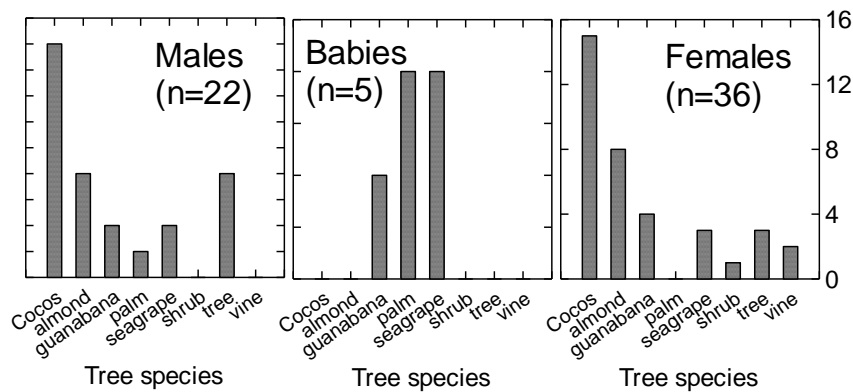 Males
(n=22)
Cocos
almond
guanabana
palm
seagrape
shrub
tree
vine
Tree species
Babies
(n=5)
Cocos
almond
guanabana
palm
seagrape
shrub
tree
vine
Tree species
Females
(n=36)
16
12
8
4
0
Cocos
almond
guanabana
palm
seagrape
shrub
tree
vine
Tree species